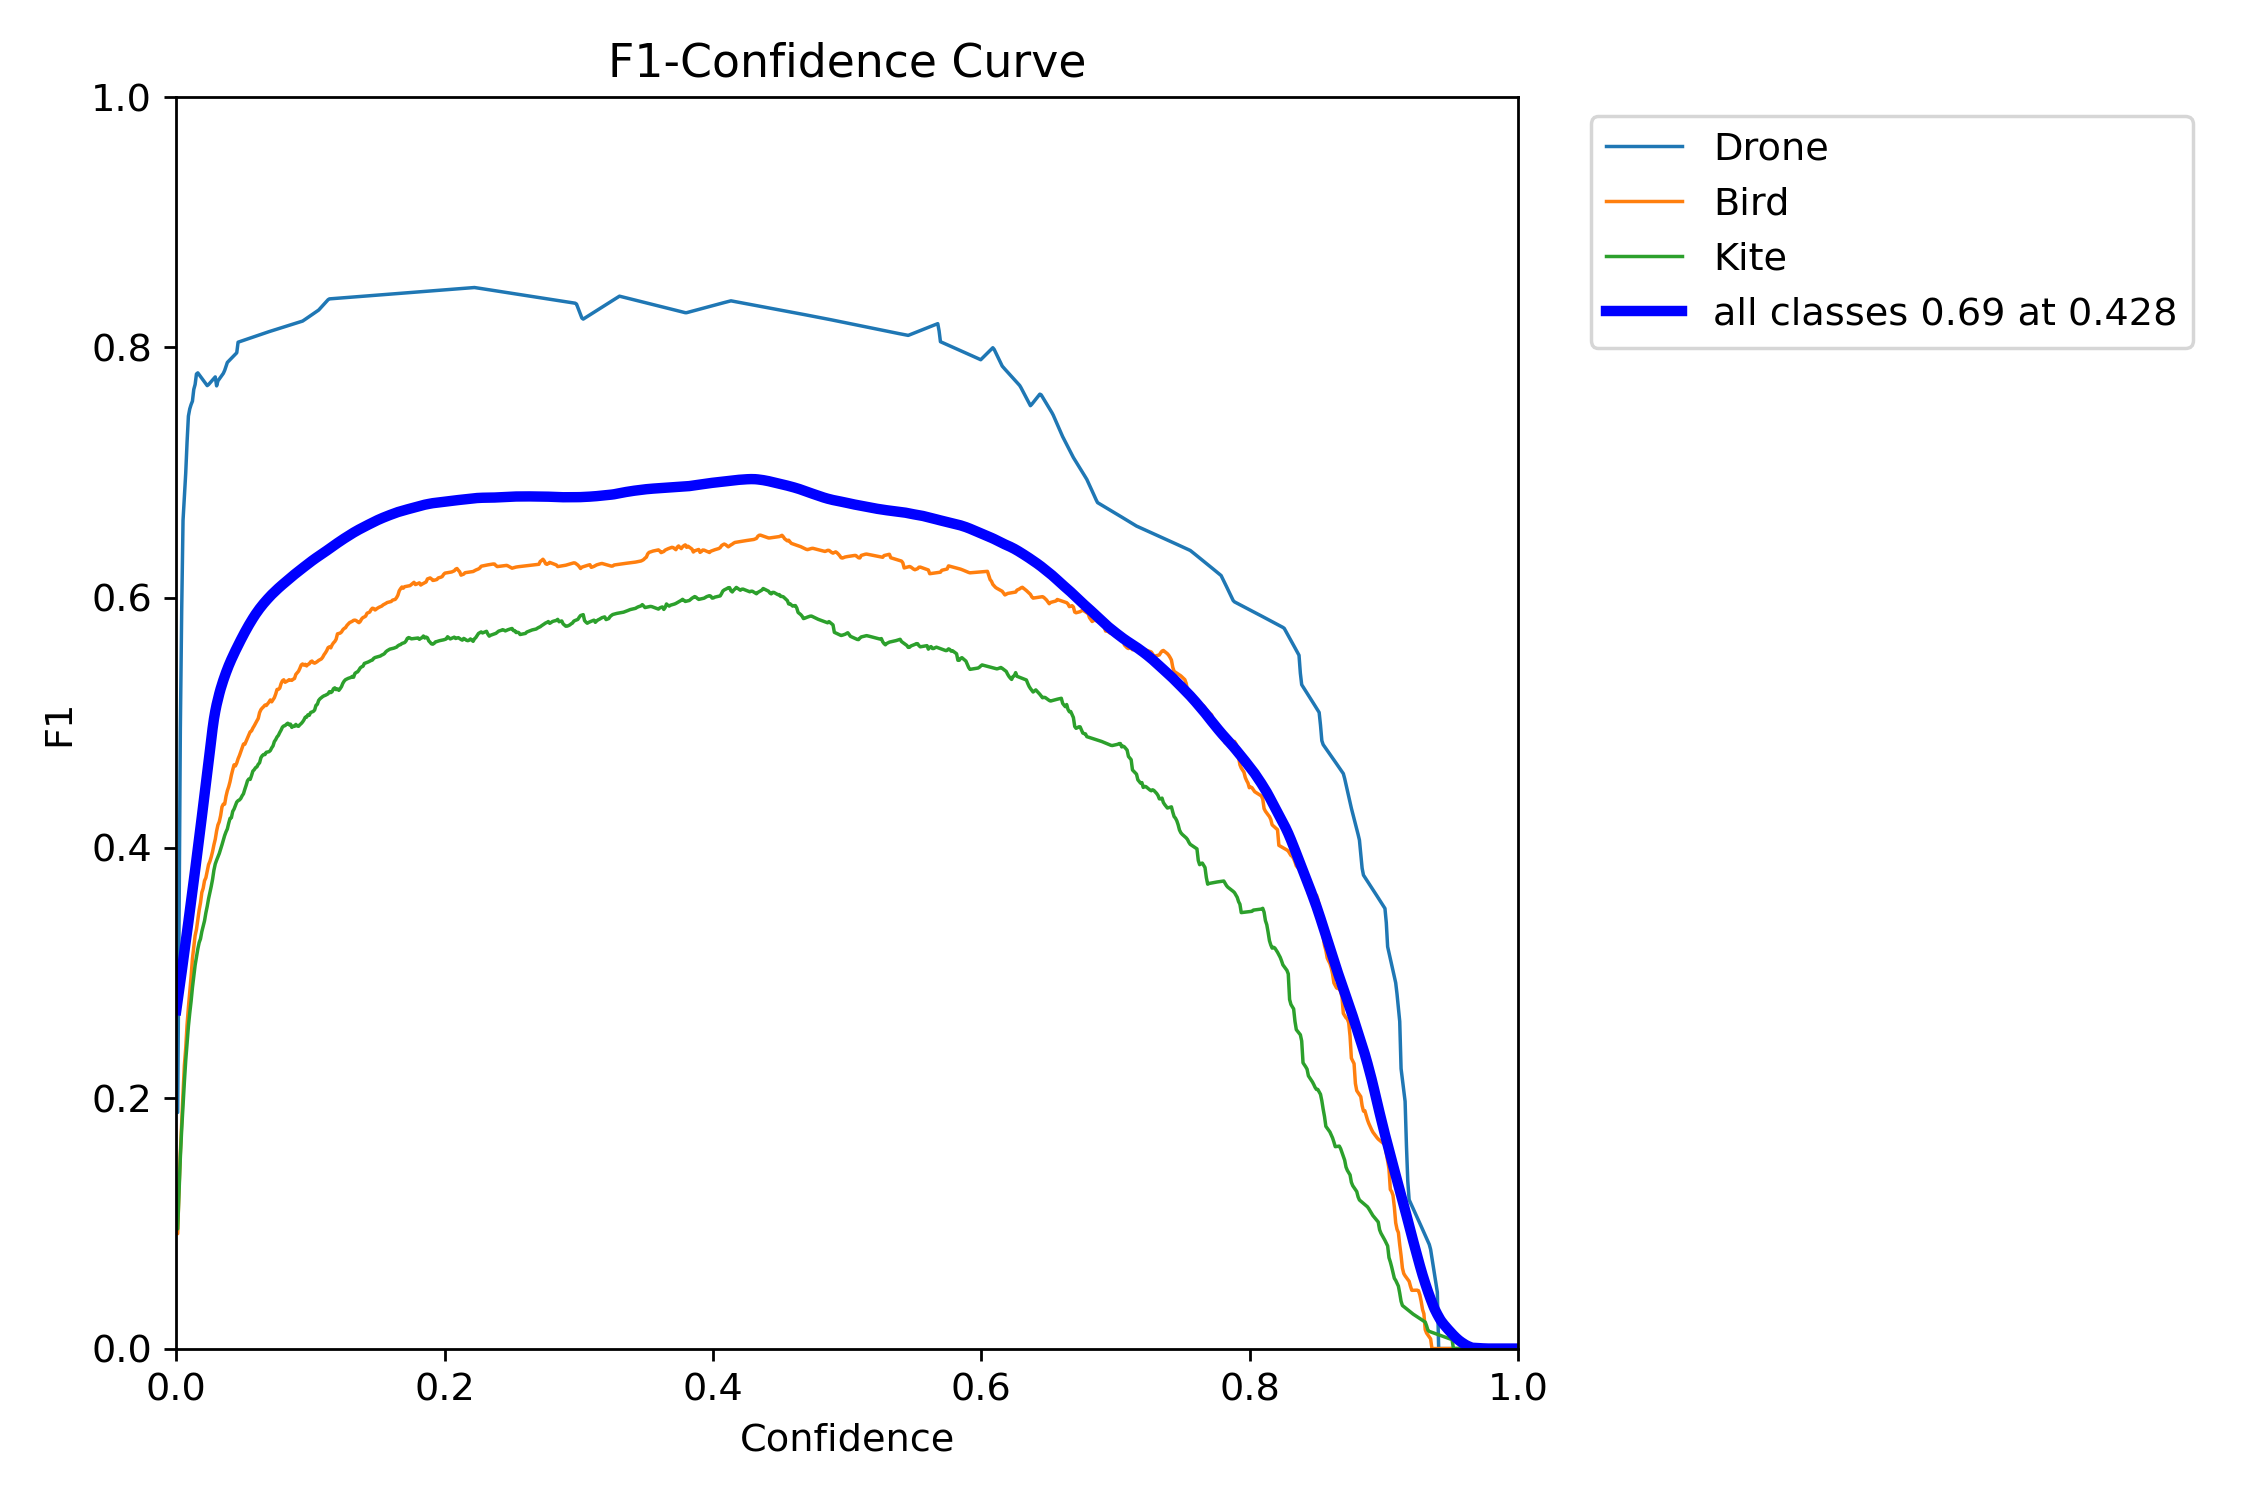 F1-Confidence Curve
1.0
0.8
0.6
0.4
0.2
0.0
F1
0.0 0.2 0.4 0.6 0.8 1.0
Confidence
Drone
Bird
Kite
all classes 0.69 at 0.428